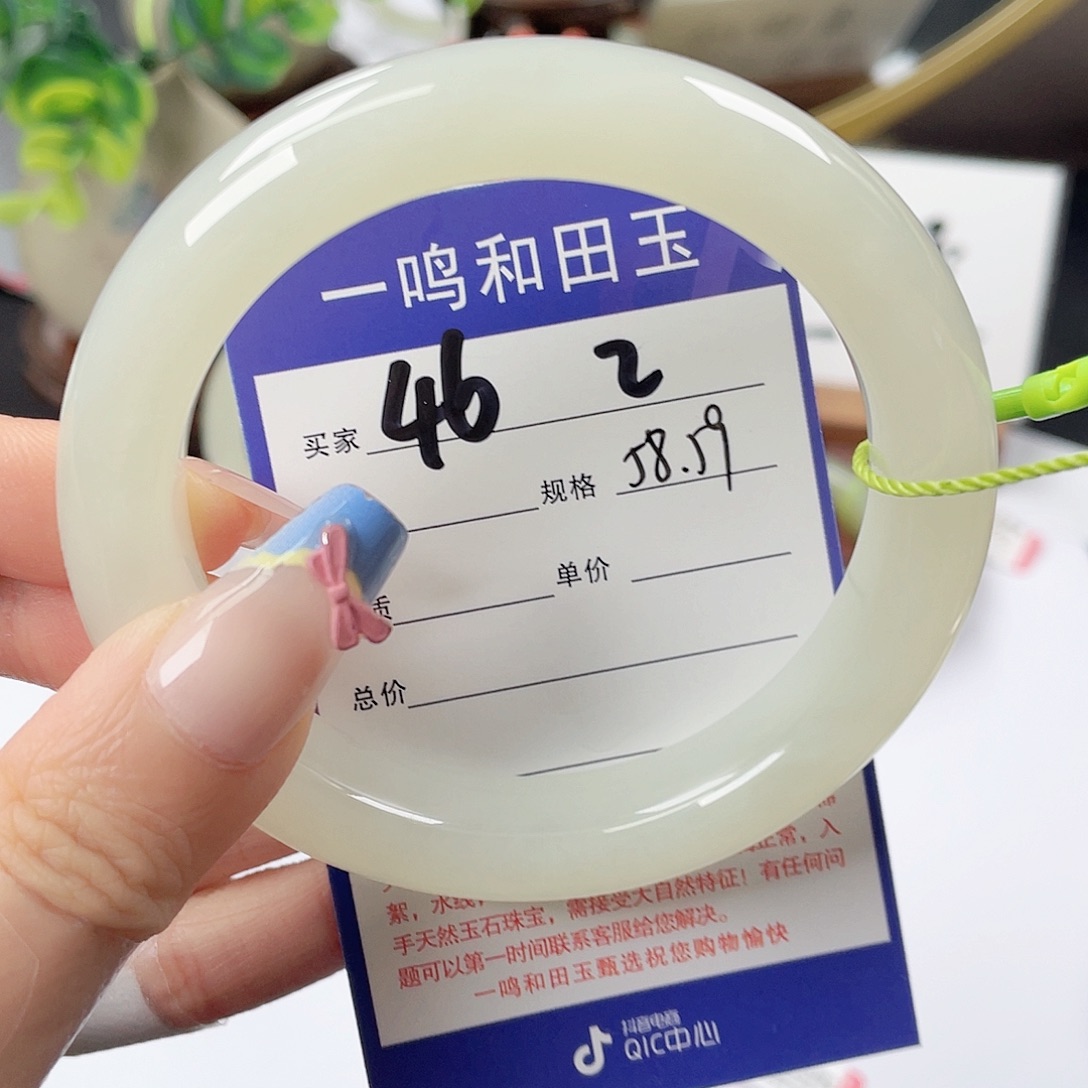 一鸣和田玉
买家 46 2
规格 58.59
质 单价
总价
正常，入
絮，水线，
手天然玉石珠宝，需接受大自然特征！有任何问
题可以第一时间联系客服给您解决。
一鸣和田玉甄选祝您购物愉快
抖音电商
QIC中心